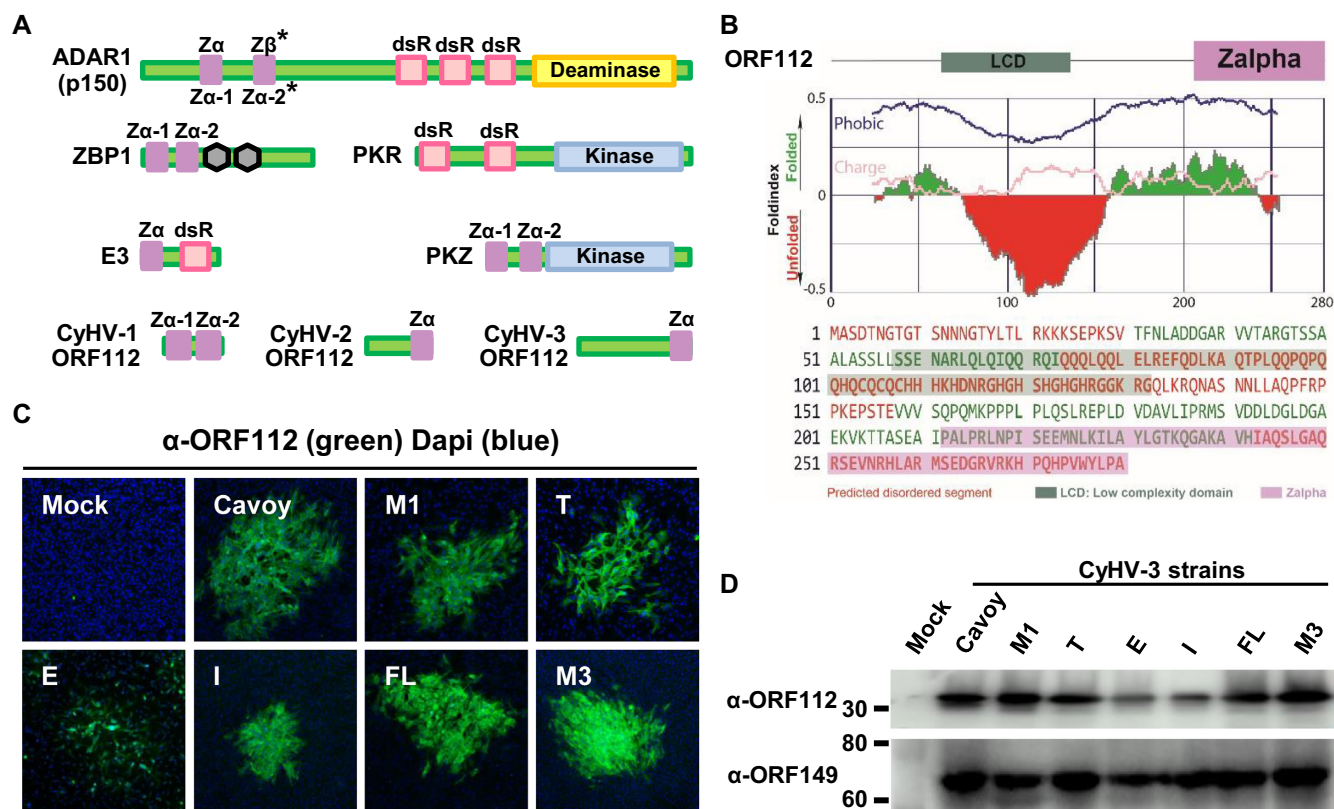 A
ADAR1
(p150)
Zα
Zβ*
dsR dsR dsR
Deaminase
Zα-1 Zα-2*
ZBP1
Zα-1 Zα-2
PKR
dsR
dsR
Kinase
E3
Zα dsR
PKZ
Zα-1 Zα-2
Kinase
CyHV-1
ORF112
Zα-1 Zα-2
CyHV-2
ORF112
Zα
CyHV-3
ORF112
Zα
B
ORF112
LCD
Zalpha
0.5
0
-0.5
Foldindex
Folded
Unfolded
Phobic
Charge
0
100
200
280
1 MASDTNGTGT SNNNGTYLTL RKKKSEPKSV TFNLADDGAR VVTARGTSSA
51 ALASSLLSSE NARLQLQIQQ RQIQQQLQQL ELREFQDLKA QTPLQQPQPQ
101 QHQCQCQCHH HKHDNRGHGH SHGHGHRGGK RGQLKRQNAS NNLLAQPFRP
151 PKEPSTEVVV SQPQMKPPPL PLQSLREPLD VDAVLIPRMS VDDLDGLDGA
201 EKVKTTASEA IPALPRLNPI SEEMNLKILA YLGTKQGAKA VHIAQSLGAQ
251 RSEVNRHLAR MSEDGRVRKH PQHPVWYLPA
Predicted disordered segment
LCD: Low complexity domain
Zalpha
C
α-ORF112 (green) Dapi (blue)
Mock
Cavoy
M1
T
E
I
FL
M3
D
CyHV-3 strains
Mock
Cavoy
M1
T
E
I
FL
M3
α-ORF112
30
80
α-ORF149
60